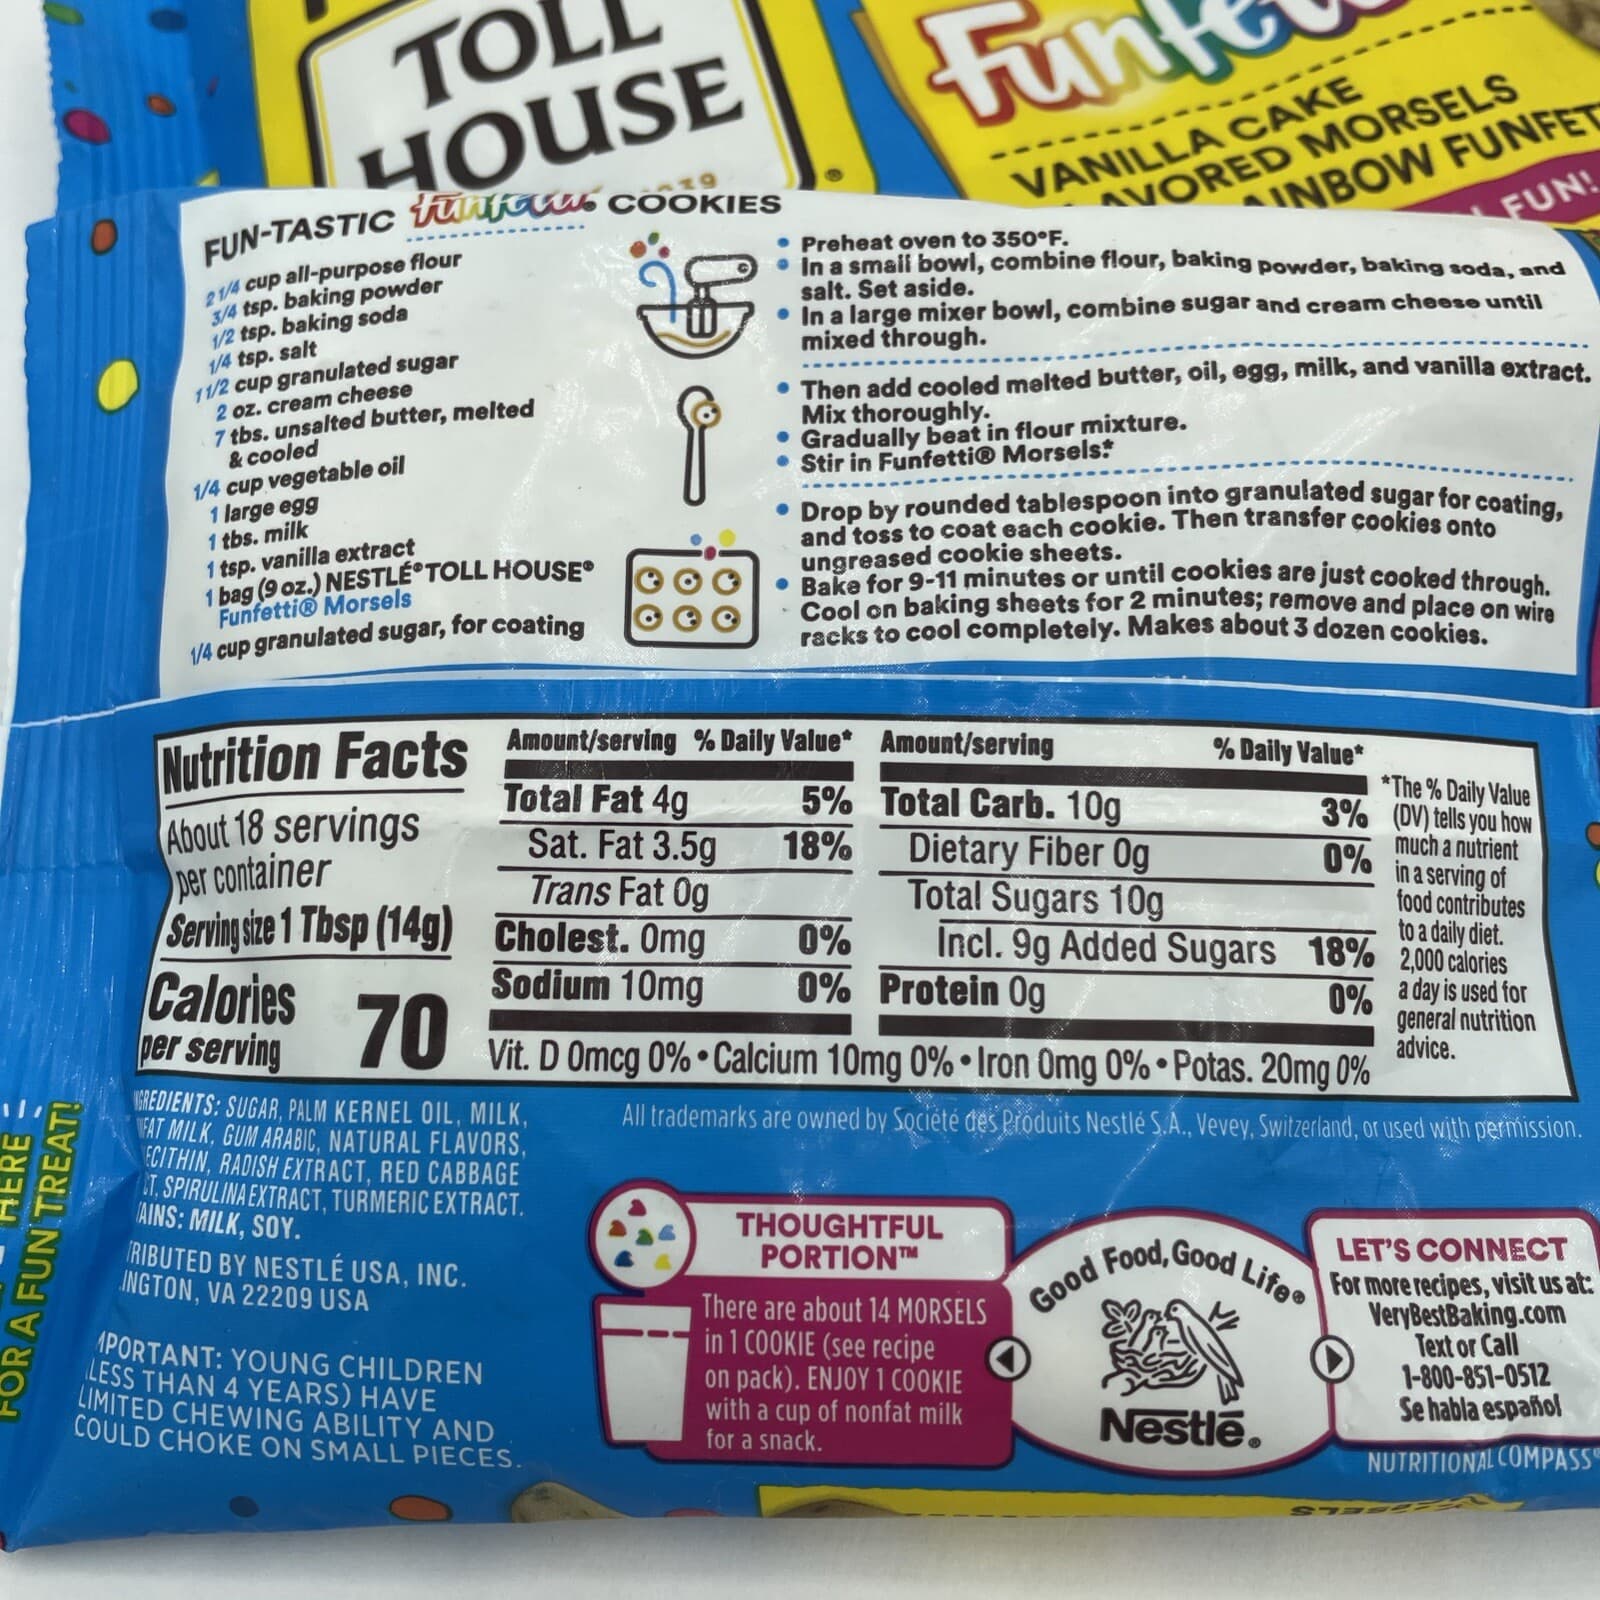 TOLL
HOUSE
Funfetti
VANILLA CAKE
FLAVORED MORSELS
RAINBOW FUNFET
FUN!
FUN-TASTIC Funfetti® COOKIES
2 1/4 cup all-purpose flour
3/4 tsp. baking powder
1/2 tsp. baking soda
1/4 tsp. salt
1 1/2 cup granulated sugar
2 oz. cream cheese
7 tbs. unsalted butter, melted
& cooled
1/4 cup vegetable oil
1 large egg
1 tbs. milk
1 tsp. vanilla extract
1 bag (9 oz.) NESTLÉ® TOLL HOUSE®
Funfetti® Morsels
1/4 cup granulated sugar, for coating
• Preheat oven to 350°F.
• In a small bowl, combine flour, baking powder, baking soda, and
salt. Set aside.
• In a large mixer bowl, combine sugar and cream cheese until
mixed through.
• Then add cooled melted butter, oil, egg, milk, and vanilla extract.
Mix thoroughly.
• Gradually beat in flour mixture.
• Stir in Funfetti® Morsels.*
• Drop by rounded tablespoon into granulated sugar for coating,
and toss to coat each cookie. Then transfer cookies onto
ungreased cookie sheets.
• Bake for 9-11 minutes or until cookies are just cooked through.
Cool on baking sheets for 2 minutes; remove and place on wire
racks to cool completely. Makes about 3 dozen cookies.
Nutrition Facts
About 18 servings
per container
Serving size 1 Tbsp (14g)
Calories
per serving 70
Amount/serving % Daily Value*
Total Fat 4g 5%
Sat. Fat 3.5g 18%
Trans Fat 0g
Cholest. 0mg 0%
Sodium 10mg 0%
Amount/serving % Daily Value*
Total Carb. 10g 3%
Dietary Fiber 0g 0%
Total Sugars 10g
Incl. 9g Added Sugars 18%
Protein 0g 0%
Vit. D 0mcg 0% • Calcium 10mg 0% • Iron 0mg 0% • Potas. 20mg 0%
*The % Daily Value
(DV) tells you how
much a nutrient
in a serving of
food contributes
to a daily diet.
2,000 calories
a day is used for
general nutrition
advice.
INGREDIENTS: SUGAR, PALM KERNEL OIL, MILK,
NFAT MILK, GUM ARABIC, NATURAL FLAVORS,
ECITHIN, RADISH EXTRACT, RED CABBAGE
CT, SPIRULINA EXTRACT, TURMERIC EXTRACT.
TAINS: MILK, SOY.
TRIBUTED BY NESTLÉ USA, INC.
INGTON, VA 22209 USA
IMPORTANT: YOUNG CHILDREN
(LESS THAN 4 YEARS) HAVE
LIMITED CHEWING ABILITY AND
COULD CHOKE ON SMALL PIECES.
HERE
FOR A FUN TREAT!
All trademarks are owned by Société des Produits Nestlé S.A., Vevey, Switzerland, or used with permission.
THOUGHTFUL
PORTION™
There are about 14 MORSELS
in 1 COOKIE (see recipe
on pack). ENJOY 1 COOKIE
with a cup of nonfat milk
for a snack.
Good Food, Good Life®
Nestlé®
LET'S CONNECT
For more recipes, visit us at:
VeryBestBaking.com
Text or Call
1-800-851-0512
Se habla español
NUTRITIONAL COMPASS®